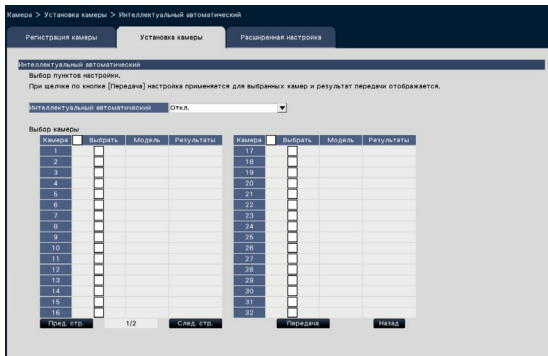 Камера > Установка камеры > Интеллектуальный автоматический
Регистрация камеры Установка камеры Расширенная настройка
Интеллектуальный автоматический
Выбор пунктов настройки.
При щелчке по кнопке [Передача] настройка применяется для выбранных камер и результат передачи отображается.
Интеллектуальный автоматический Откл.
Выбор камеры
Камера Выбрать Модель Результаты Камера Выбрать Модель Результаты
1 17
2 18
3 19
4 20
5 21
6 22
7 23
8 24
9 25
10 26
11 27
12 28
13 29
14 30
15 31
16 32
Пред. стр. 1/2 След. стр. Передача Назад